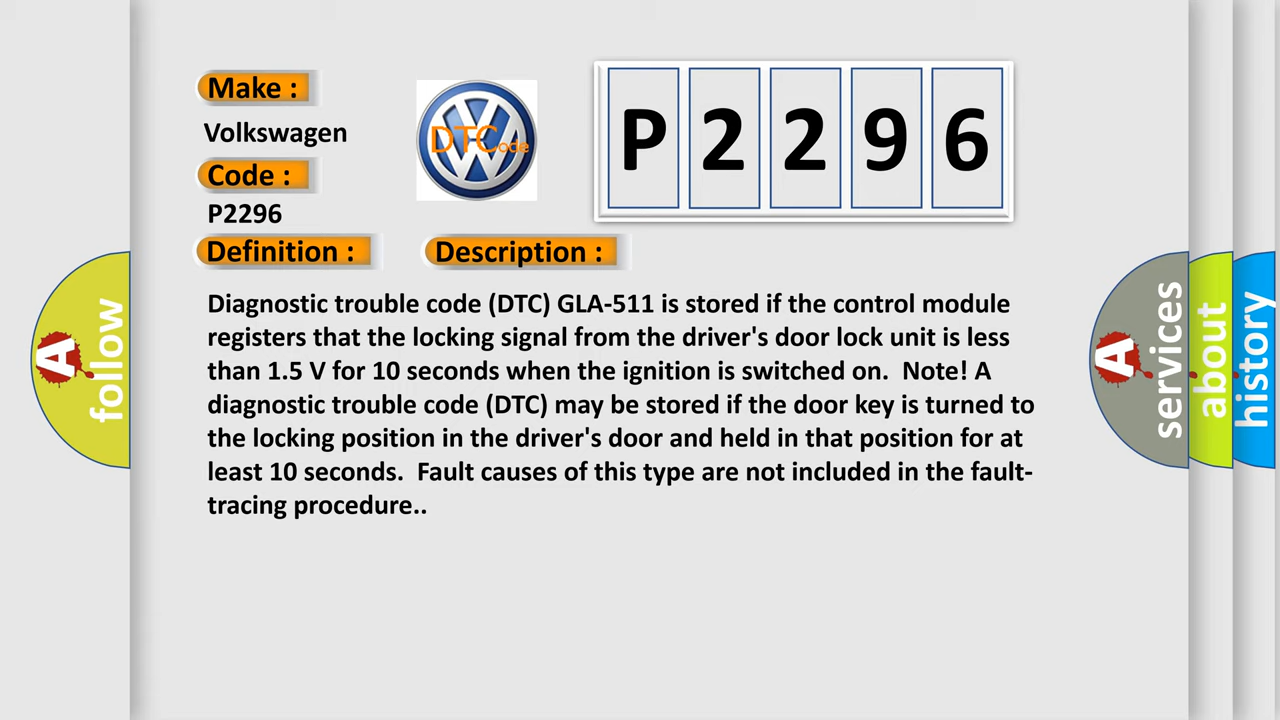 Make :
Volkswagen
Code :
P2296
DTCode
P2296
Definition :
Description :
Diagnostic trouble code (DTC) GLA-511 is stored if the control module
registers that the locking signal from the driver's door lock unit is less
than 1.5 V for 10 seconds when the ignition is switched on.  Note! A
diagnostic trouble code (DTC) may be stored if the door key is turned to
the locking position in the driver's door and held in that position for at
least 10 seconds.  Fault causes of this type are not included in the fault-
tracing procedure..
A
follow
A
services
about
history